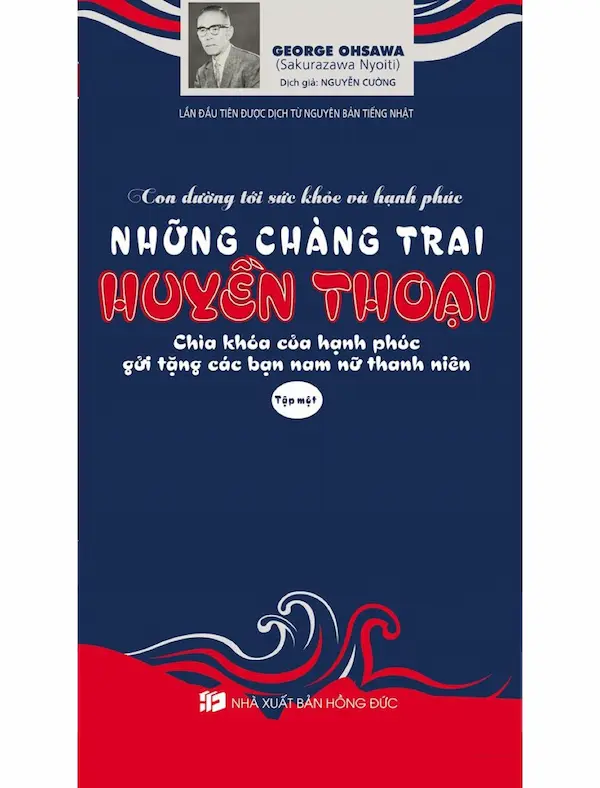 GEORGE OHSAWA
(Sakurazawa Nyoiti)
Dịch giả: NGUYỄN CƯỜNG
LẦN ĐẦU TIÊN ĐƯỢC DỊCH TỪ NGUYÊN BẢN TIẾNG NHẬT
Con đường tới sức khỏe và hạnh phúc
NHỮNG CHÀNG TRAI
HUYỀN THOẠI
Chìa khóa của hạnh phúc
gửi tặng các bạn nam nữ thanh niên
Tập một
NHÀ XUẤT BẢN HỒNG ĐỨC